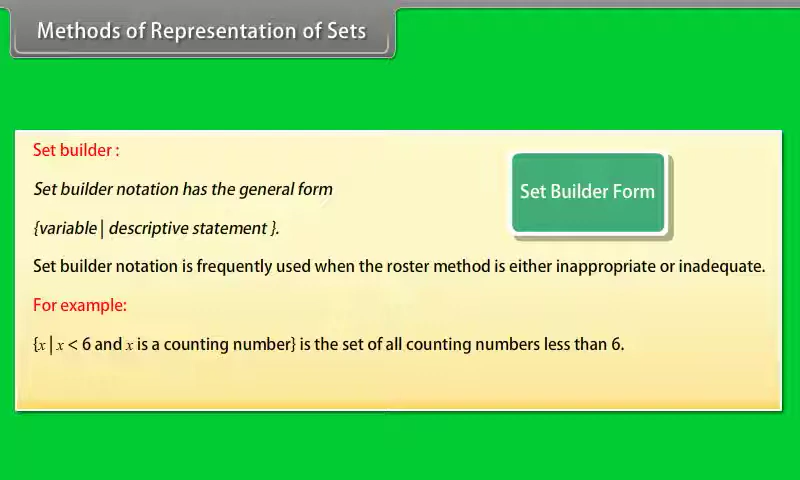 Methods of Representation of Sets
Set builder :
Set Builder Form
Set builder notation has the general form
{variable | descriptive statement }.
Set builder notation is frequently used when the roster method is either inappropriate or inadequate.
For example:
{x | x < 6 and x is a counting number} is the set of all counting numbers less than 6.